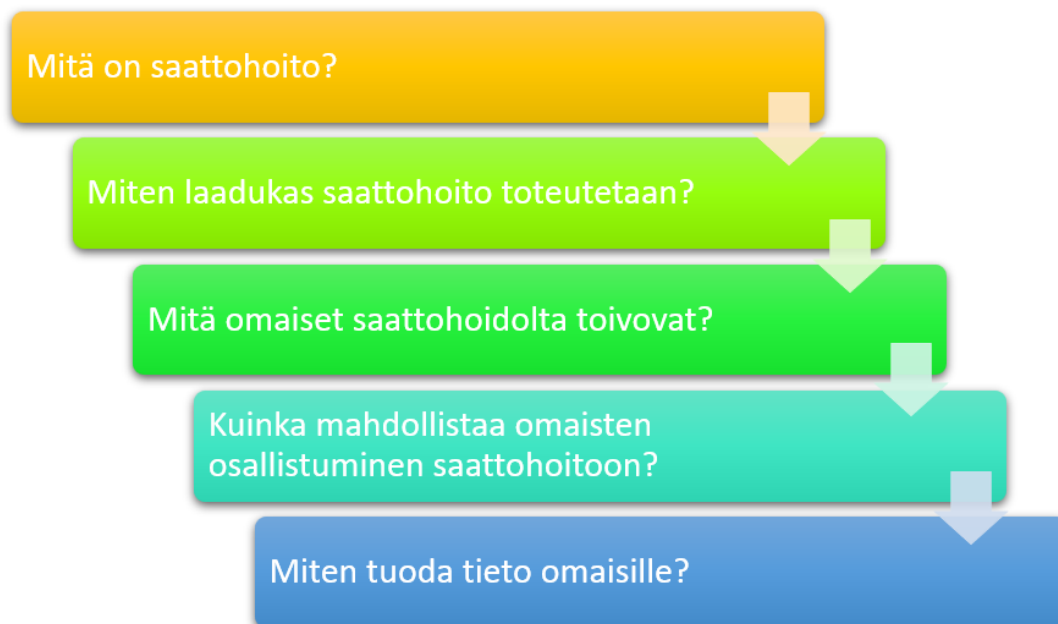 Mitä on saattohoito?
Miten laadukas saattohoito toteutetaan?
Mitä omaiset saattohoidolta toivovat?
Kuinka mahdollistaa omaisten
osallistuminen saattohoitoon?
Miten tuoda tieto omaisille?